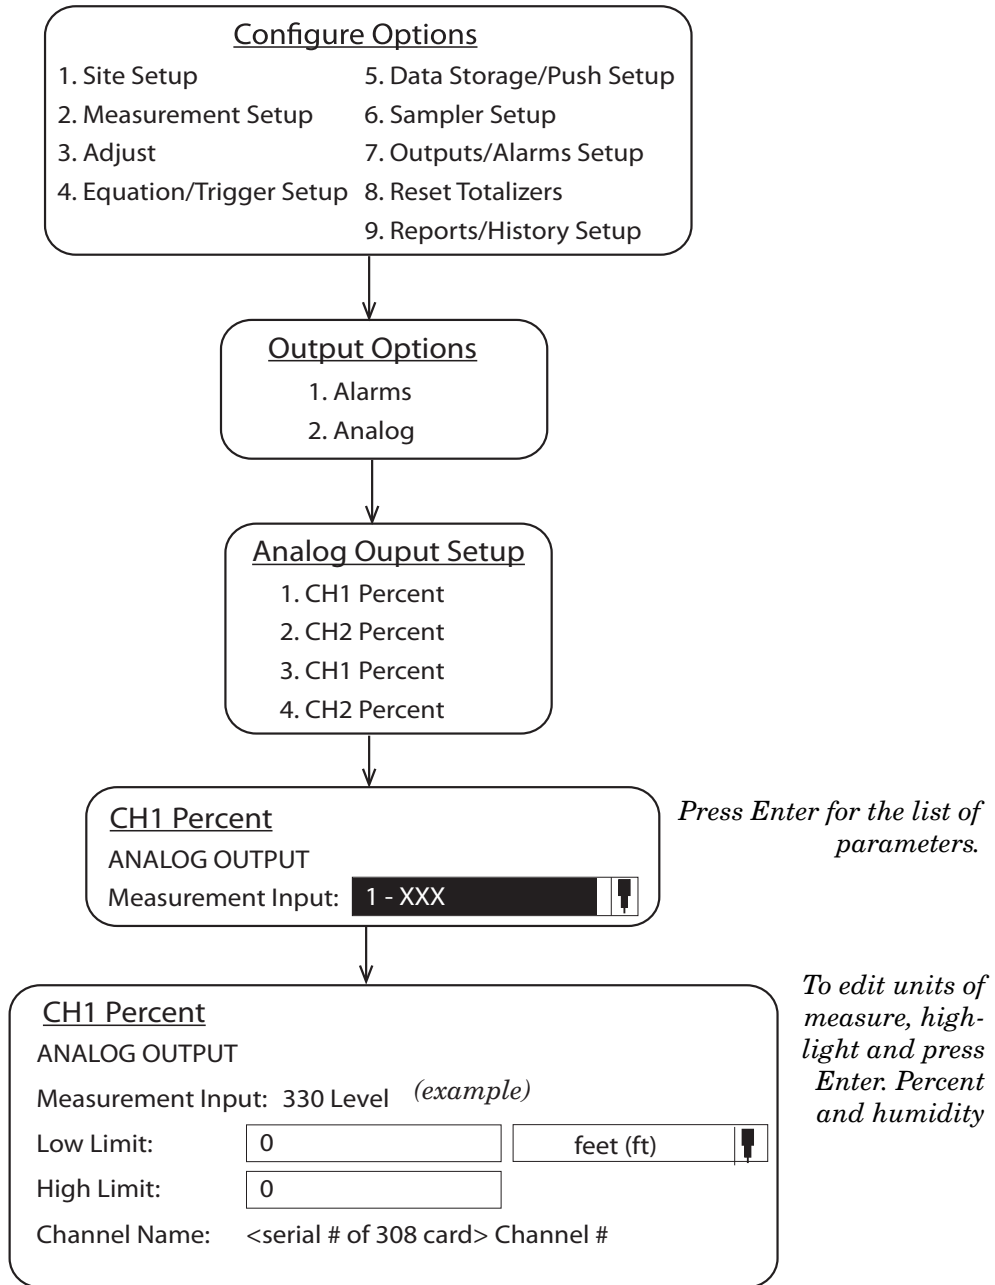 Configure Options
1. Site Setup
2. Measurement Setup
3. Adjust
4. Equation/Trigger Setup
5. Data Storage/Push Setup
6. Sampler Setup
7. Outputs/Alarms Setup
8. Reset Totalizers
9. Reports/History Setup
Output Options
1. Alarms
2. Analog
Analog Ouput Setup
1. CH1 Percent
2. CH2 Percent
3. CH1 Percent
4. CH2 Percent
CH1 Percent
ANALOG OUTPUT
Measurement Input: 1 - XXX
Press Enter for the list of
parameters.
CH1 Percent
ANALOG OUTPUT
Measurement Input: 330 Level (example)
Low Limit: 0 feet (ft)
High Limit: 0
Channel Name: <serial # of 308 card> Channel #
To edit units of
measure, high-
light and press
Enter. Percent
and humidity